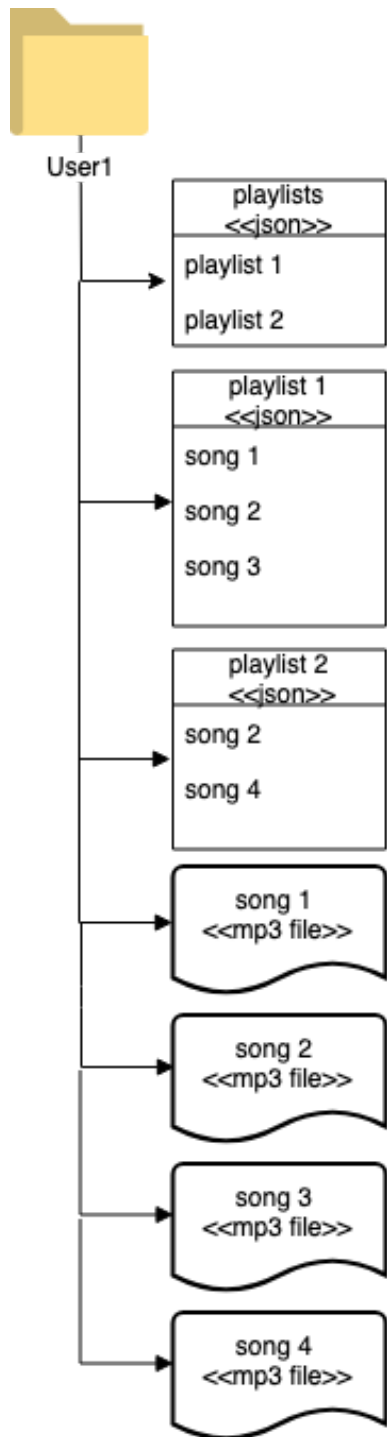 User1
playlists
<<json>>
playlist 1
playlist 2
playlist 1
<<json>>
song 1
song 2
song 3
playlist 2
<<json>>
song 2
song 4
song 1
<<mp3 file>>
song 2
<<mp3 file>>
song 3
<<mp3 file>>
song 4
<<mp3 file>>